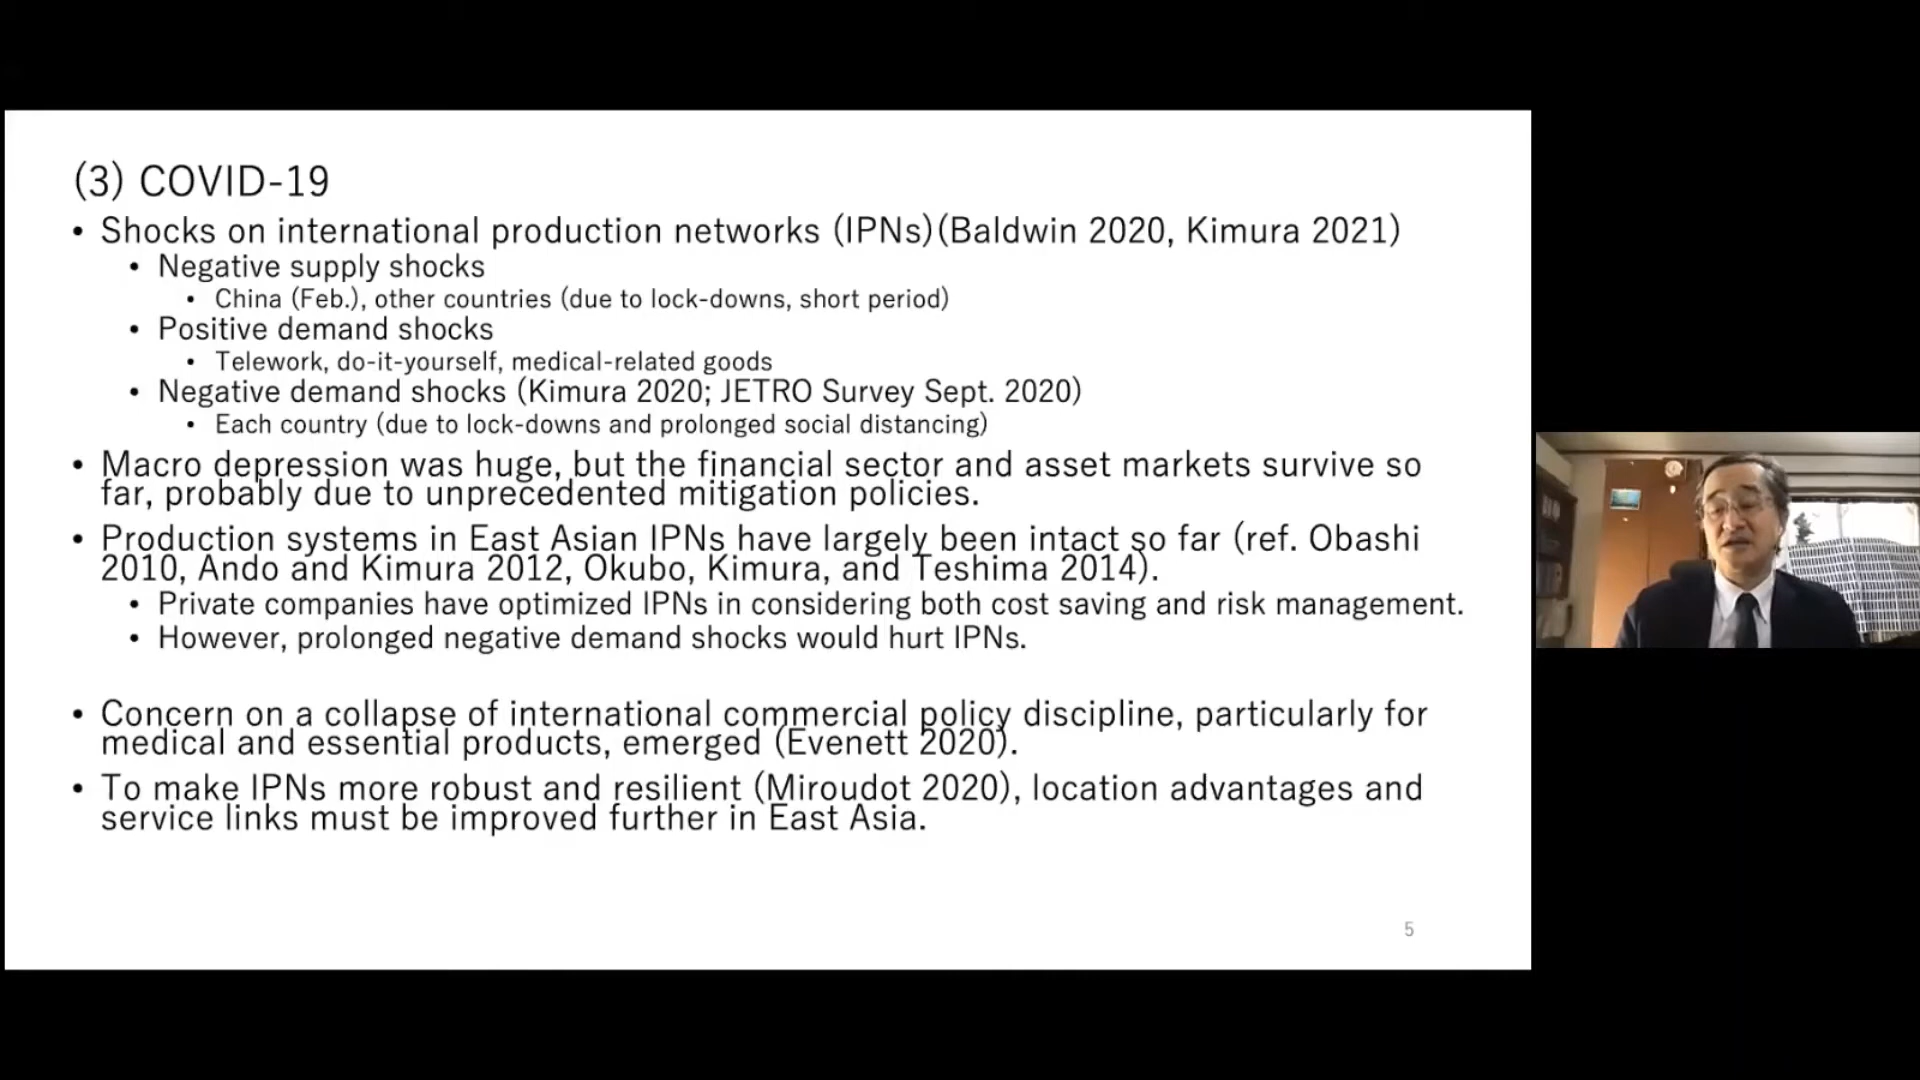 (3) COVID-19
• Shocks on international production networks (IPNs)(Baldwin 2020, Kimura 2021)
• Negative supply shocks
• China (Feb.), other countries (due to lock-downs, short period)
• Positive demand shocks
• Telework, do-it-yourself, medical-related goods
• Negative demand shocks (Kimura 2020; JETRO Survey Sept. 2020)
• Each country (due to lock-downs and prolonged social distancing)
• Macro depression was huge, but the financial sector and asset markets survive so
far, probably due to unprecedented mitigation policies.
• Production systems in East Asian IPNs have largely been intact so far (ref. Obashi
2010, Ando and Kimura 2012, Okubo, Kimura, and Teshima 2014).
• Private companies have optimized IPNs in considering both cost saving and risk management.
• However, prolonged negative demand shocks would hurt IPNs.
• Concern on a collapse of international commercial policy discipline, particularly for
medical and essential products, emerged (Evenett 2020).
• To make IPNs more robust and resilient (Miroudot 2020), location advantages and
service links must be improved further in East Asia.
5